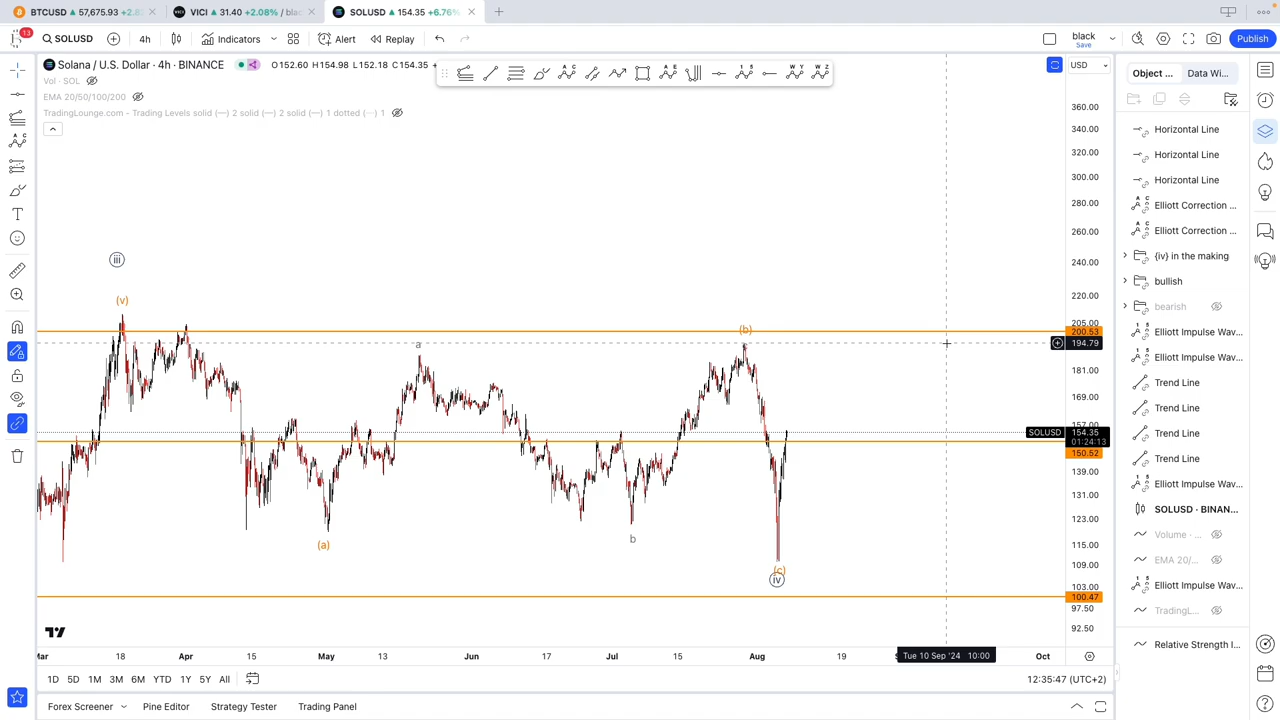 BTCUSD ▲ 57,675.93 +2.8
VICI ▲ 31.40 +2.08% / blac
SOLUSD ▲ 154.35 +6.76%
13
SOLUSD
4h
Indicators
Alert
Replay
black
Save
Publish
Solana / U.S. Dollar · 4h · BINANCE
O152.60 H154.98 L152.18 C154.35
Vol · SOL
EMA 20/50/100/200
TradingLounge.com - Trading Levels solid (—) 2 solid (—) 2 solid (—) 1 dotted (···) 1
USD
Object ...
Data Wi...
360.00
340.00
320.00
300.00
280.00
260.00
240.00
220.00
205.00
200.53
194.79
181.00
169.00
157.00
SOLUSD 154.35
01:24:13
150.52
139.00
131.00
123.00
115.00
109.00
103.00
100.47
97.50
92.50
iii
(v)
(a)
a
b
(b)
c
(c)
iv
Horizontal Line
Horizontal Line
Horizontal Line
Elliott Correction ...
Elliott Correction ...
{iv} in the making
bullish
bearish
Elliott Impulse Wav...
Elliott Impulse Wav...
Trend Line
Trend Line
Trend Line
Trend Line
Elliott Impulse Wav...
SOLUSD · BINAN...
Volume · ...
EMA 20/...
Elliott Impulse Wav...
TradingL...
Relative Strength I...
Mar
18
Apr
15
May
13
Jun
17
Jul
15
Aug
19
Tue 10 Sep '24 10:00
Oct
1D 5D 1M 3M 6M YTD 1Y 5Y All
12:35:47 (UTC+2)
Forex Screener
Pine Editor
Strategy Tester
Trading Panel